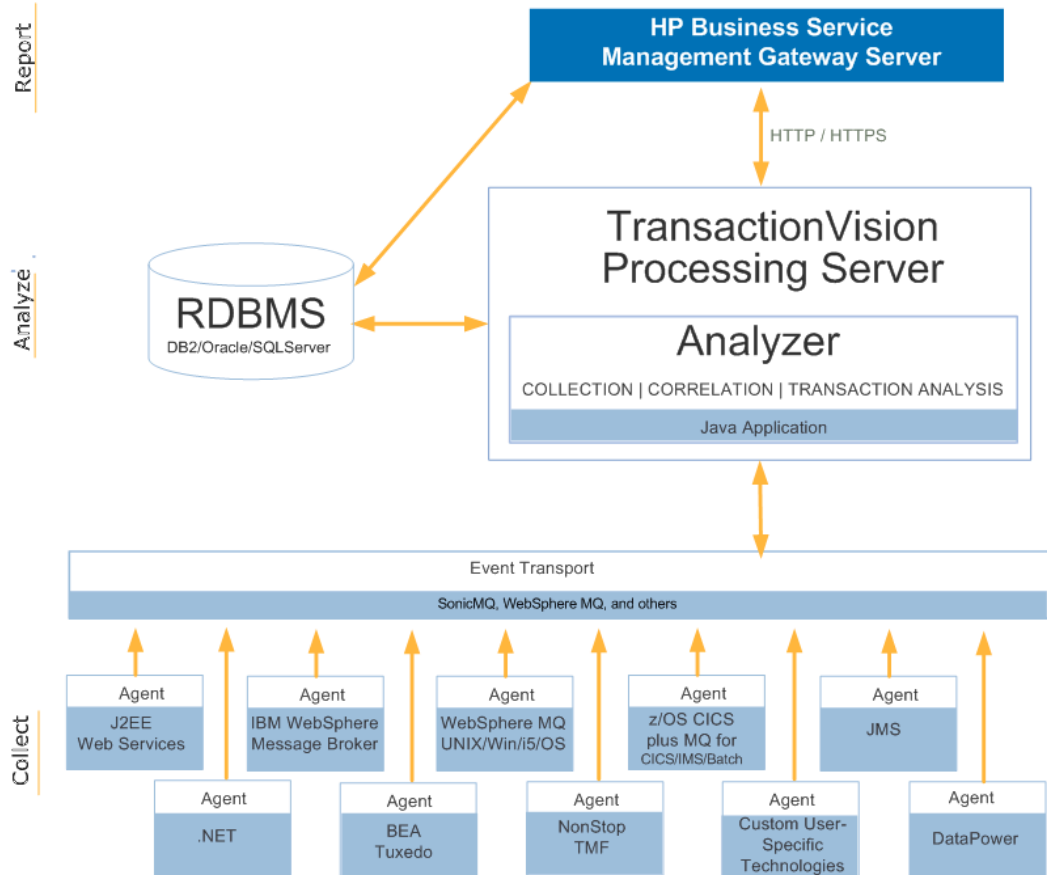 Report
HP Business Service
Management Gateway Server
HTTP / HTTPS
Analyze
TransactionVision
Processing Server
RDBMS
DB2/Oracle/SQLServer
Analyzer
COLLECTION | CORRELATION | TRANSACTION ANALYSIS
Java Application
Event Transport
SonicMQ, WebSphere MQ, and others
Collect
Agent
J2EE
Web Services
Agent
IBM WebSphere
Message Broker
Agent
WebSphere MQ
UNIX/Win/i5/OS
Agent
z/OS CICS
plus MQ for
CICS/IMS/Batch
Agent
JMS
Agent
.NET
Agent
BEA
Tuxedo
Agent
NonStop
TMF
Agent
Custom User-
Specific
Technologies
Agent
DataPower